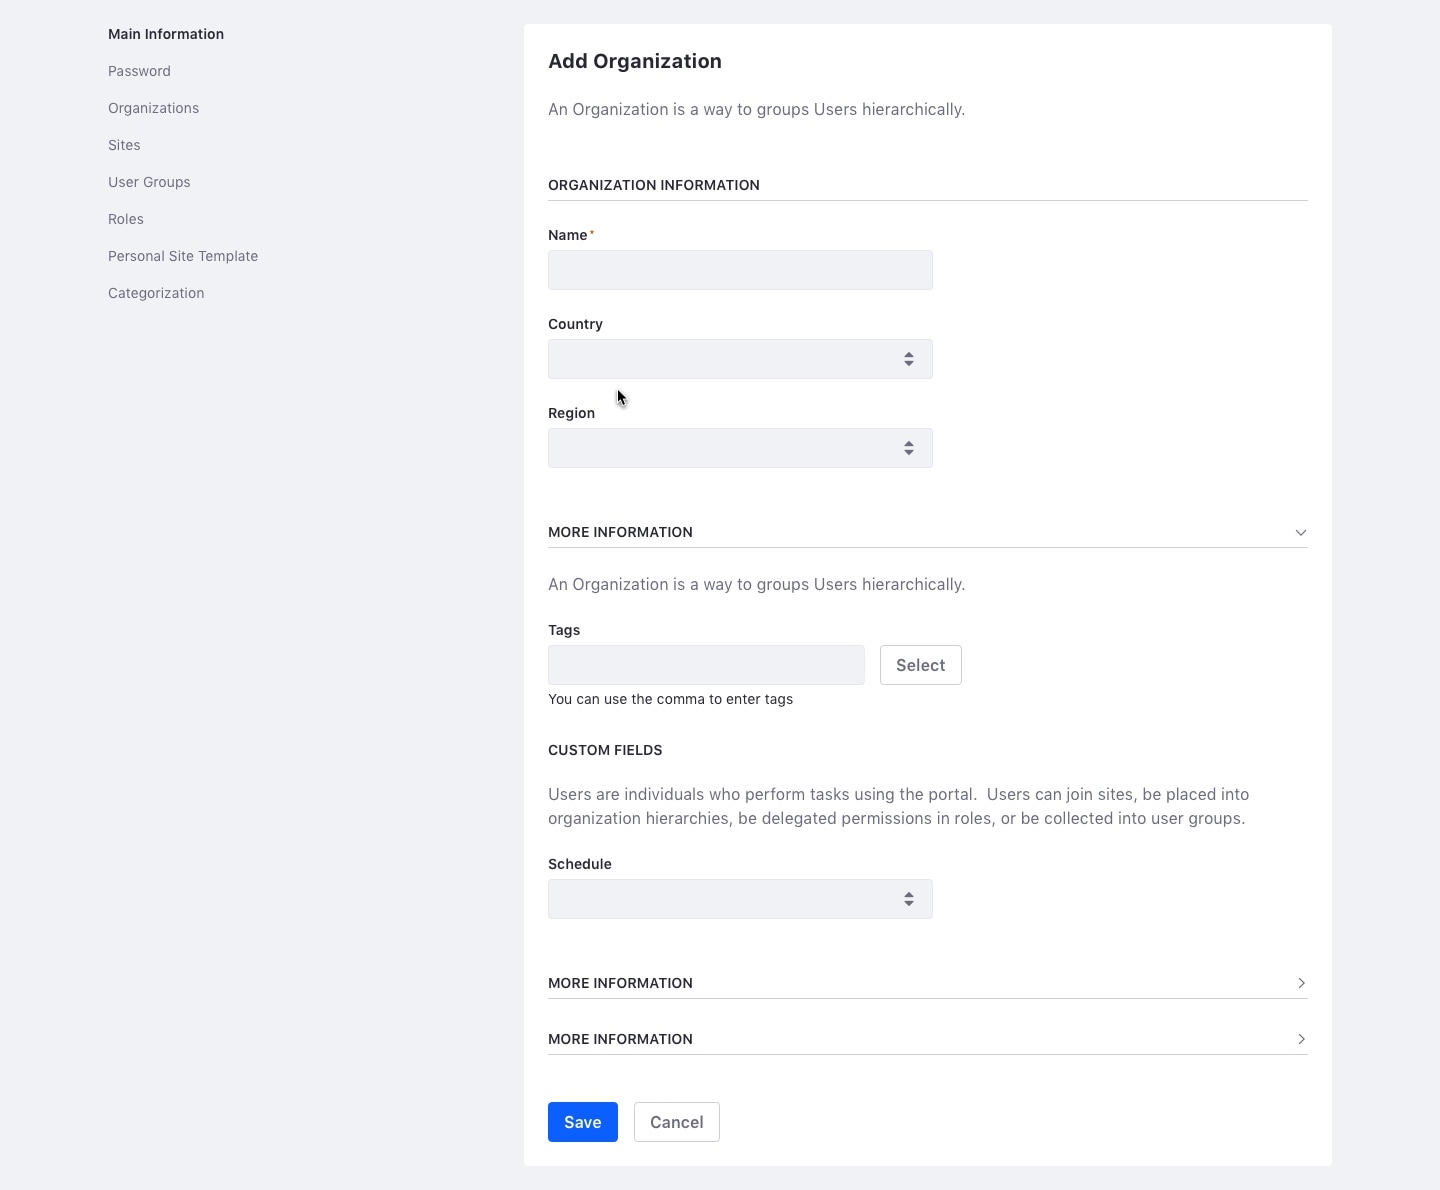 Main Information
Password
Organizations
Sites
User Groups
Roles
Personal Site Template
Categorization
Add Organization
An Organization is a way to groups Users hierarchically.
ORGANIZATION INFORMATION
Name*
Country
Region
MORE INFORMATION
An Organization is a way to groups Users hierarchically.
Tags
Select
You can use the comma to enter tags
CUSTOM FIELDS
Users are individuals who perform tasks using the portal.  Users can join sites, be placed into
organization hierarchies, be delegated permissions in roles, or be collected into user groups.
Schedule
MORE INFORMATION
MORE INFORMATION
Save
Cancel